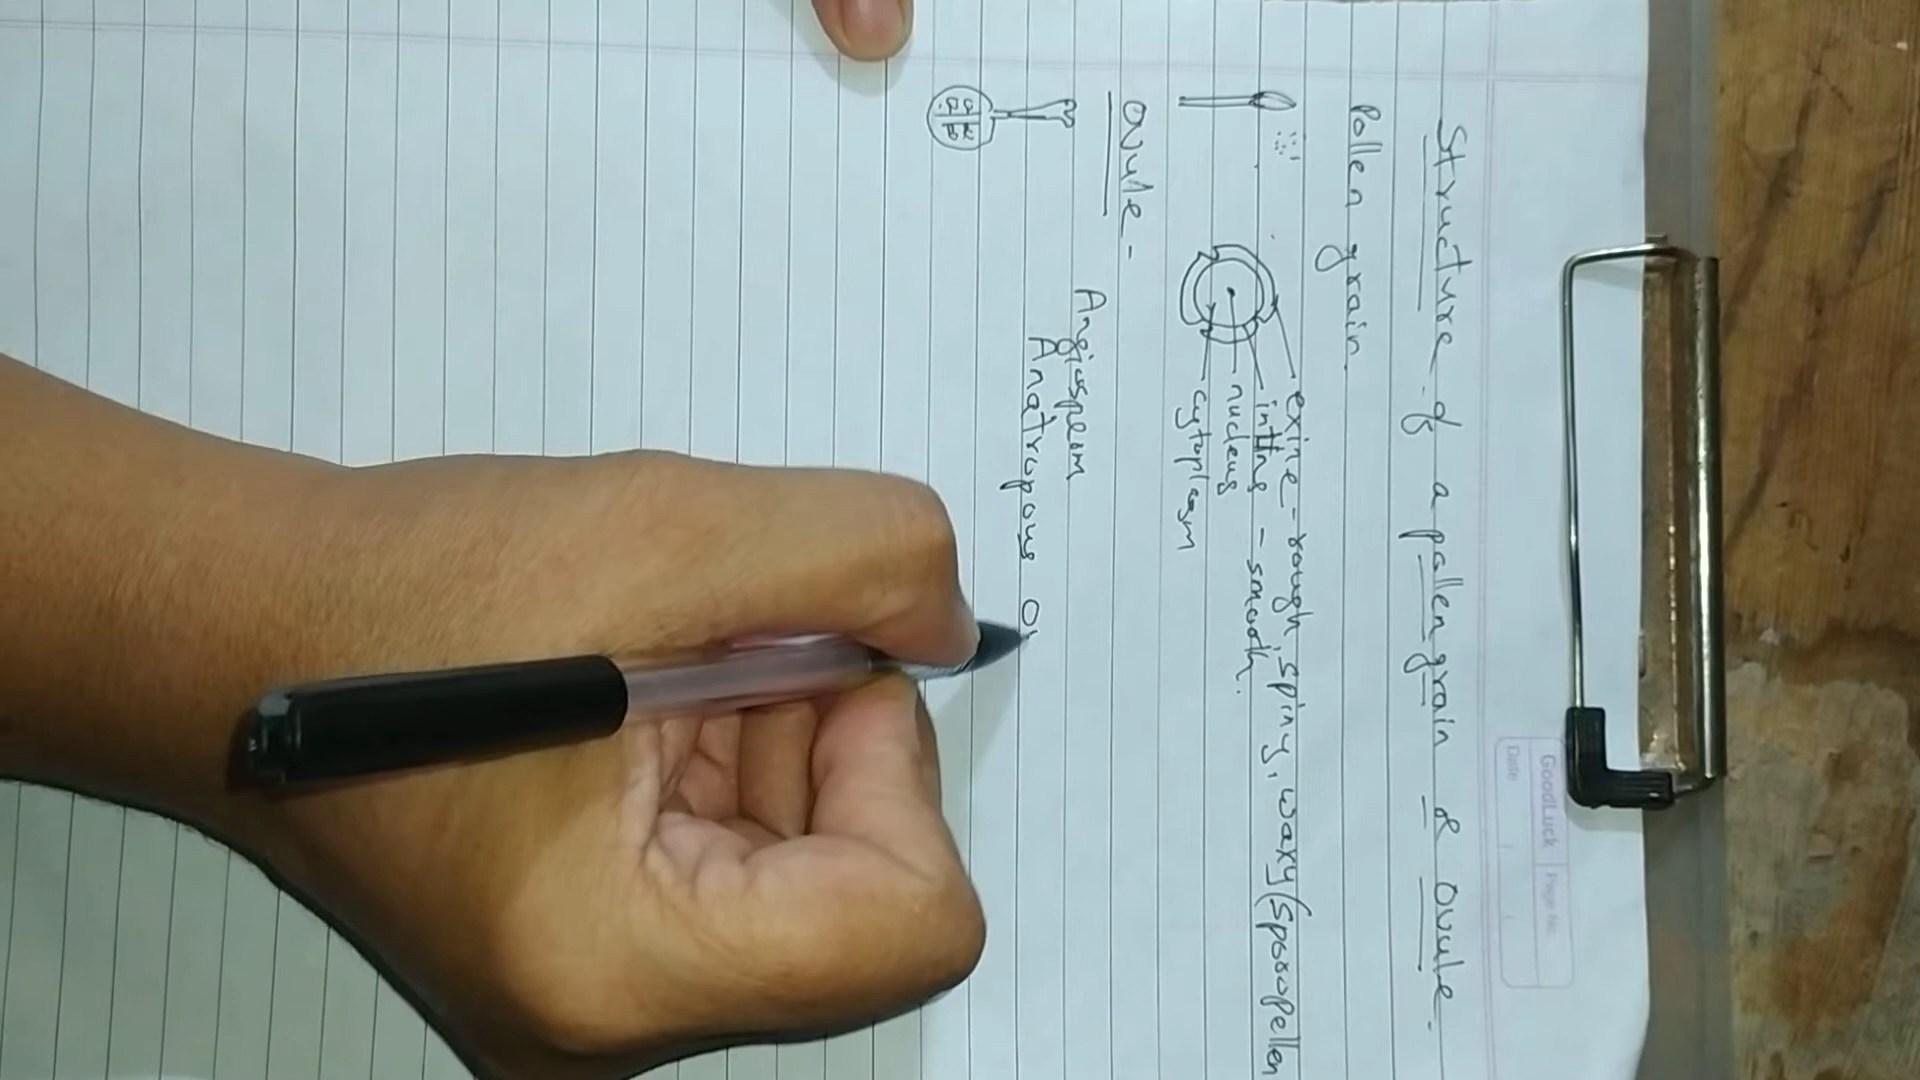 GoodLuck Page No.
Date
Structure of a pollen grain & ovule.
Pollen grain.
exine - rough, spiny, waxy (sporopollen
intine - smooth.
nucleus
cytoplasm
Ovule -
Angiosperm
Anatropous Ov